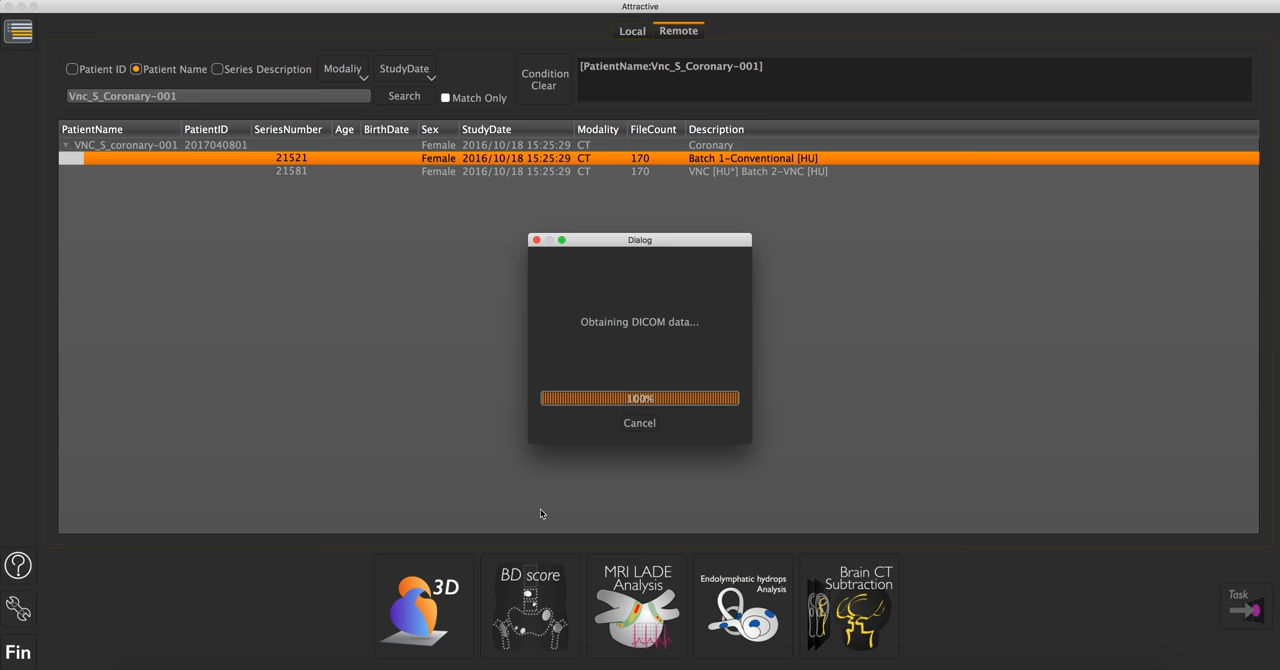 Attractive
Local Remote
Patient ID Patient Name Series Description Modaliy StudyDate
Condition Clear
[PatientName:Vnc_S_Coronary-001]
Vnc_S_Coronary-001 Search Match Only
PatientName PatientID SeriesNumber Age BirthDate Sex StudyDate Modality FileCount Description
VNC_S_coronary-001 2017040801 Female 2016/10/18 15:25:29 CT Coronary
21521 Female 2016/10/18 15:25:29 CT 170 Batch 1-Conventional [HU]
21581 Female 2016/10/18 15:25:29 CT 170 VNC [HU*] Batch 2-VNC [HU]
Dialog
Obtaining DICOM data...
100%
Cancel
3D
BD score
MRI LADE
Analysis
Endolymphatic hydrops
Analysis
Brain CT
Subtraction
Task
?
Fin